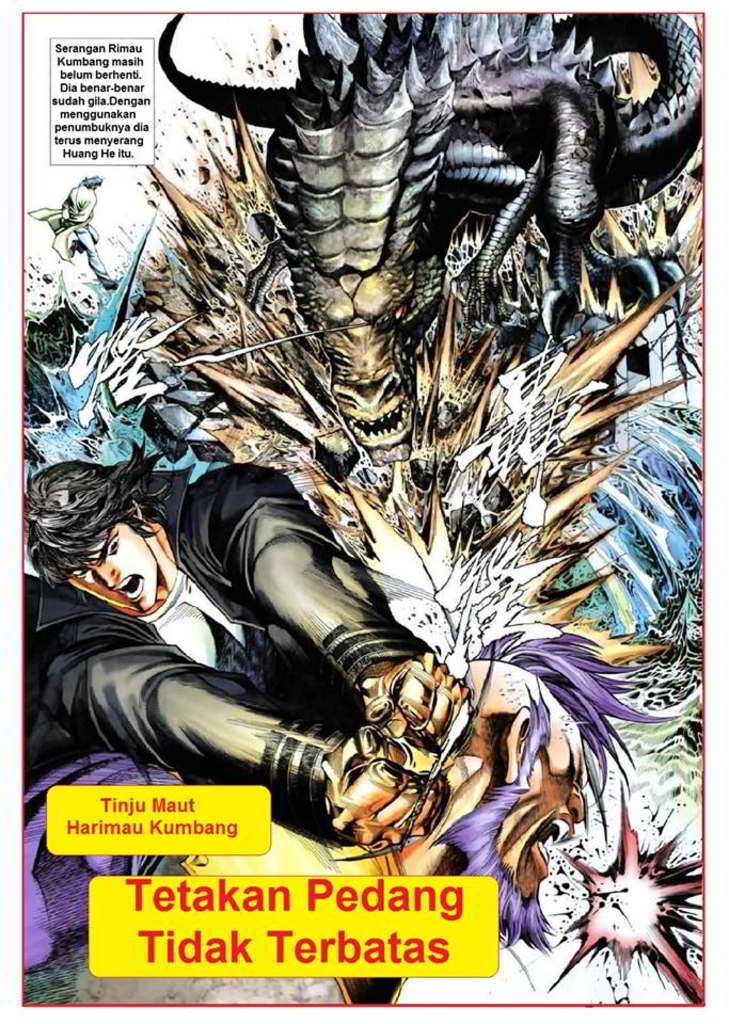 Serangan Rimau
Kumbang masih
belum berhenti.
Dia benar-benar
sudah gila.Dengan
menggunakan
penumbuknya dia
terus menyerang
Huang He itu.
Tinju Maut
Harimau Kumbang
Tetakan Pedang
Tidak Terbatas